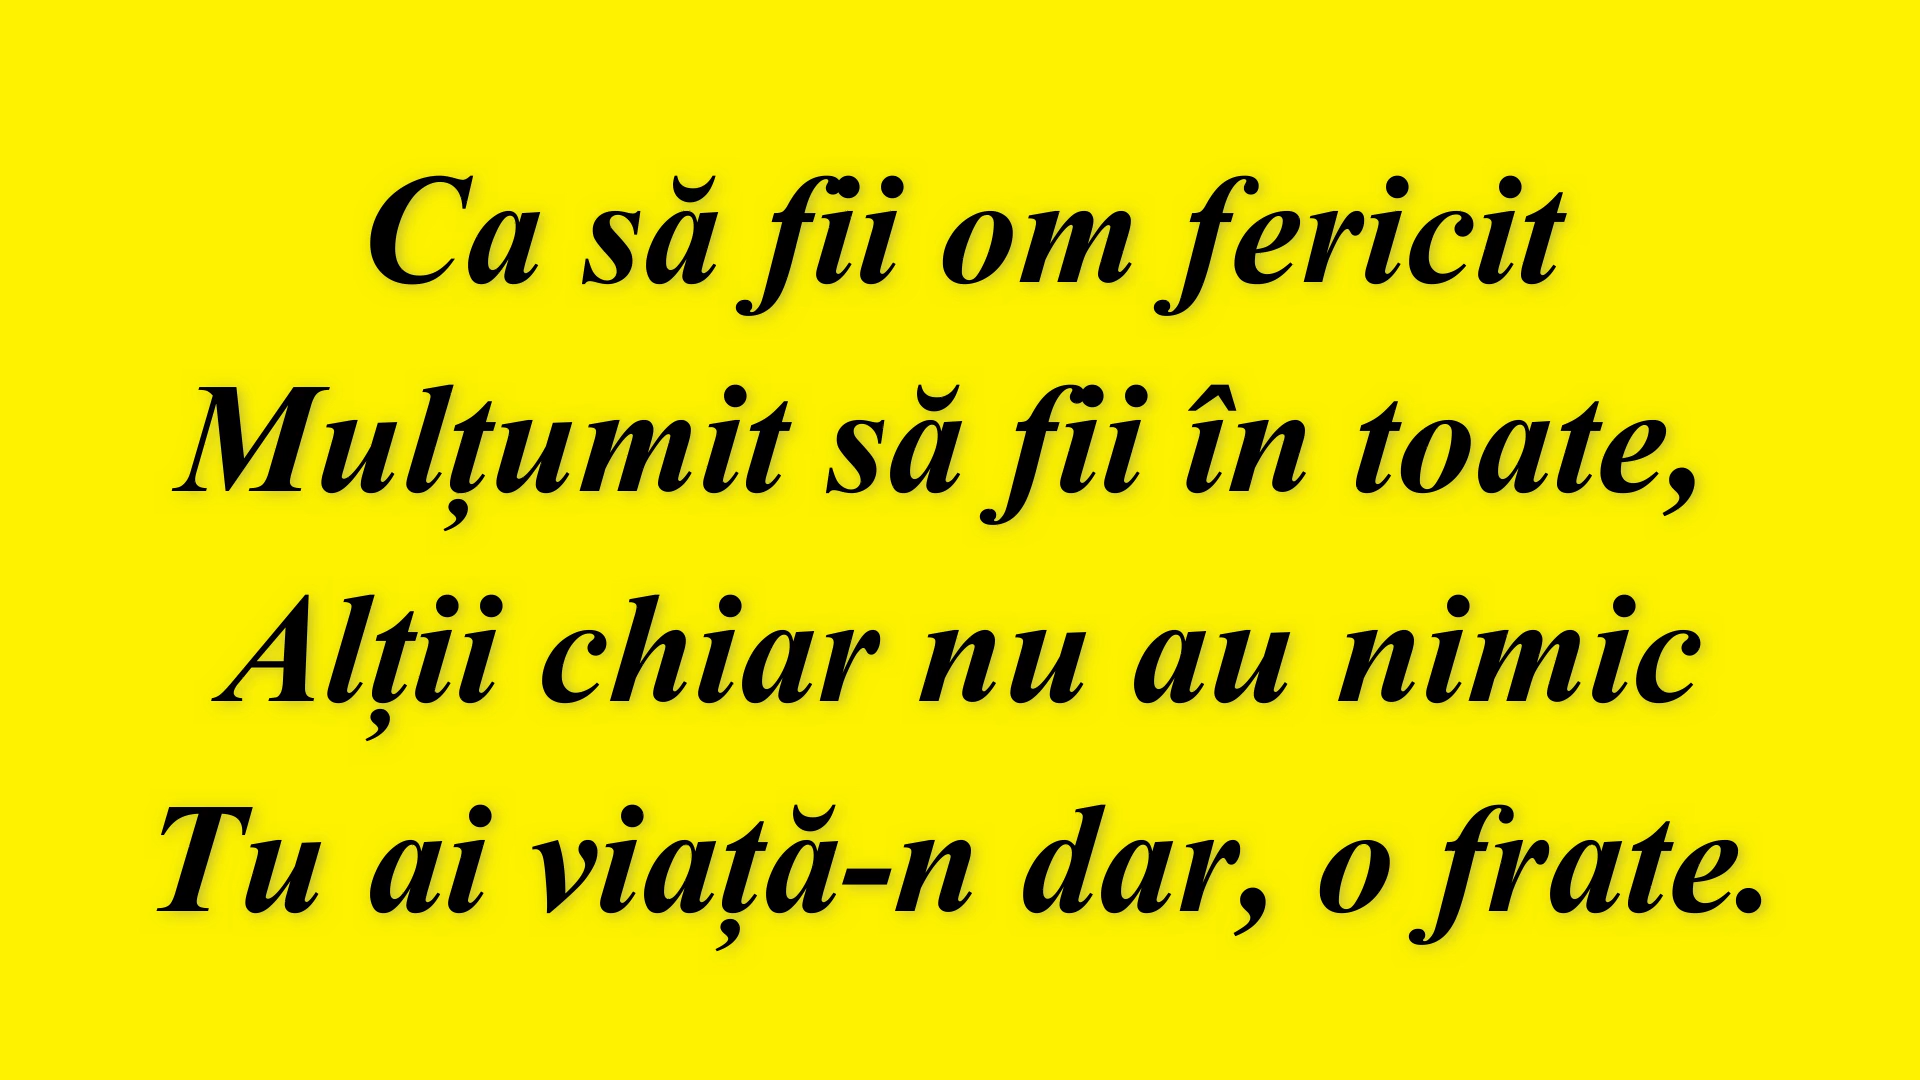 Ca să fii om fericit
Mulțumit să fii în toate,
Alții chiar nu au nimic
Tu ai viață-n dar, o frate.